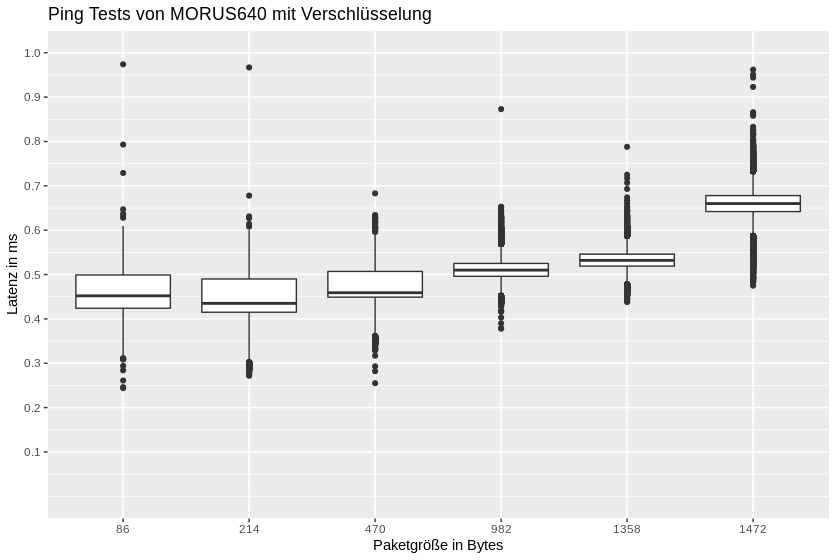 Ping Tests von MORUS640 mit Verschlüsselung
Latenz in ms
1.0
0.9
0.8
0.7
0.6
0.5
0.4
0.3
0.2
0.1
86 214 470 982 1358 1472
Paketgröße in Bytes